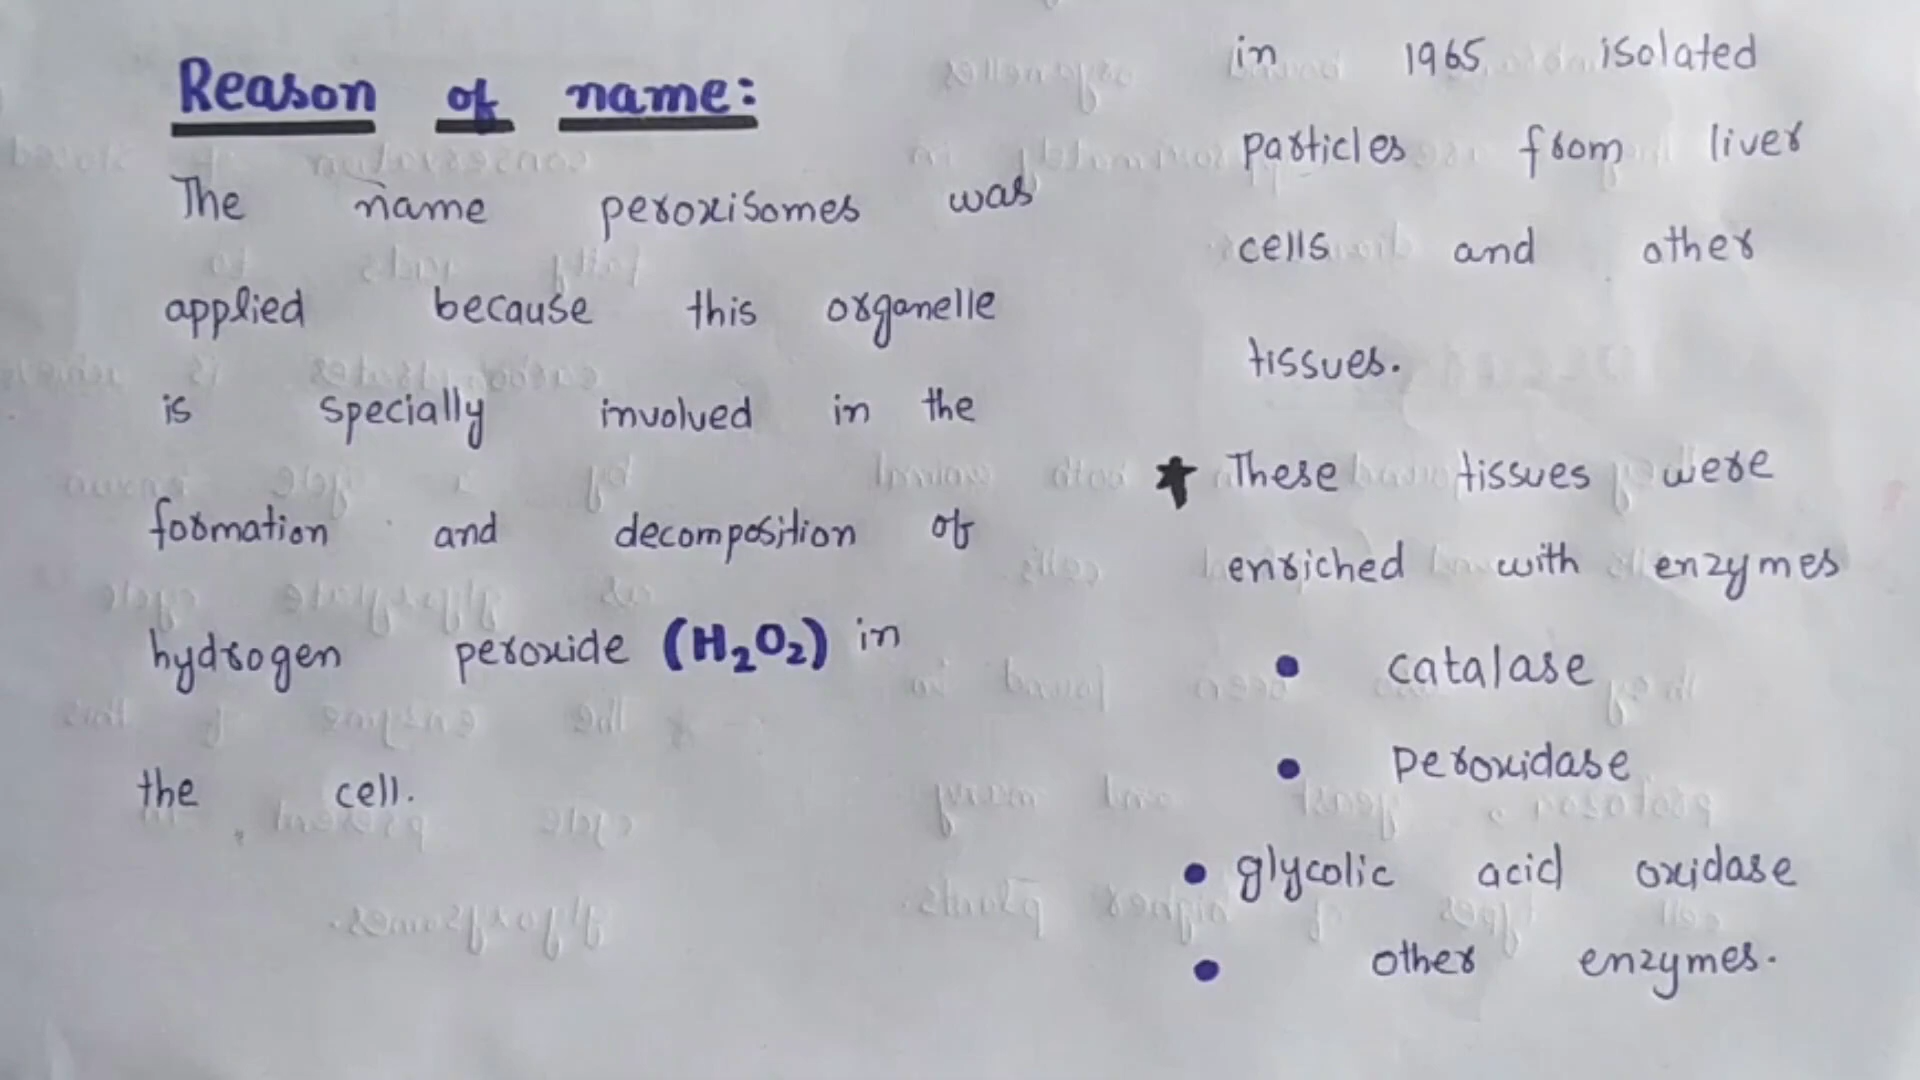 Reason of name:
The name peroxisomes was
applied because this organelle
is specially involved in the
formation and decomposition of
hydrogen peroxide (H₂O₂) in
the cell.
in 1965 isolated
particles from liver
cells and other
tissues.
★ These tissues were
enriched with enzymes
• catalase
• peroxidase
• glycolic acid oxidase
• other enzymes.